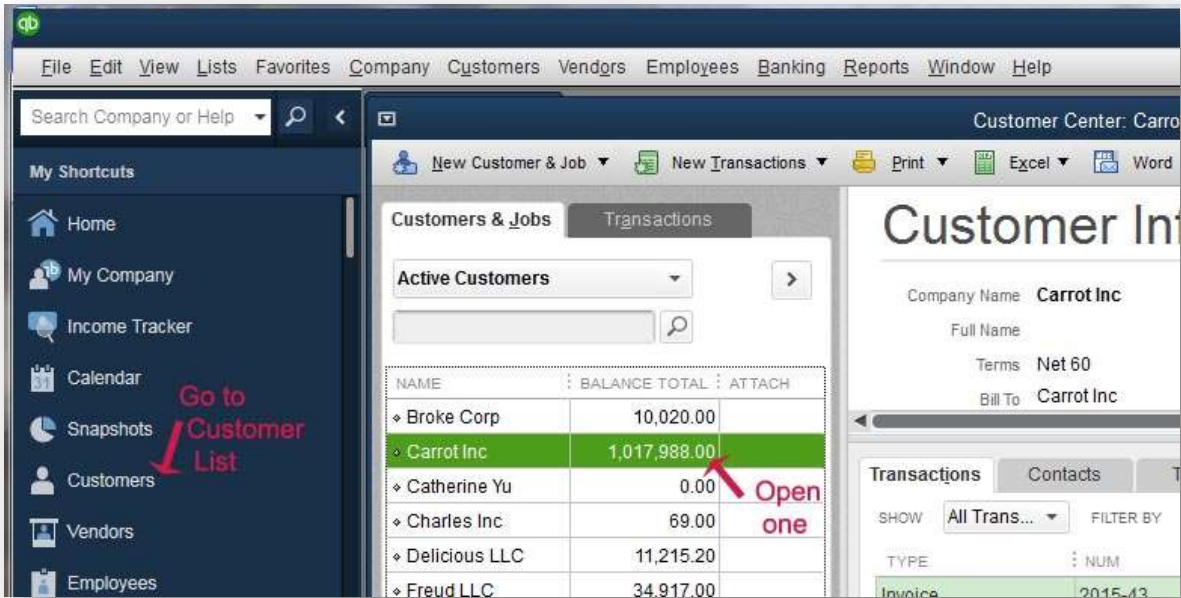 qb
File Edit View Lists Favorites Company Customers Vendors Employees Banking Reports Window Help
Search Company or Help
Customer Center: Carro
My Shortcuts
New Customer & Job New Transactions Print Excel Word
Home
My Company
Income Tracker
31 Calendar
Snapshots
Customers
Vendors
Employees
Go to
Customer
List
Customers & Jobs Transactions
Active Customers
NAME BALANCE TOTAL ATTACH
Broke Corp 10,020.00
Carrot Inc 1,017,988.00
Catherine Yu 0.00
Charles Inc 69.00
Delicious LLC 11,215.20
Freud LLC 34,917.00
Open
one
Customer Inf
Company Name Carrot Inc
Full Name
Terms Net 60
Bill To Carrot Inc
Transactions Contacts T
SHOW All Trans... FILTER BY
TYPE NUM
Invoice 2015-43